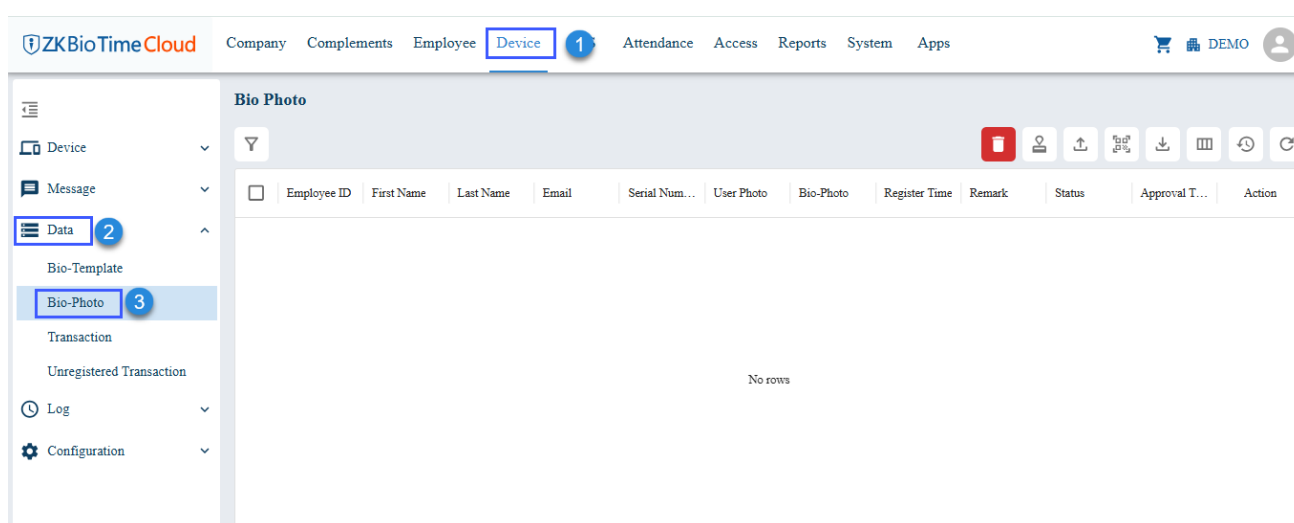 ZKBioTime Cloud
Company Complements Employee Device 1 Attendance Access Reports System Apps DEMO
Bio Photo
Device
Message
Employee ID First Name Last Name Email Serial Num... User Photo Bio-Photo Register Time Remark Status Approval T... Action
Data 2
Bio-Template
Bio-Photo 3
Transaction
Unregistered Transaction
No rows
Log
Configuration